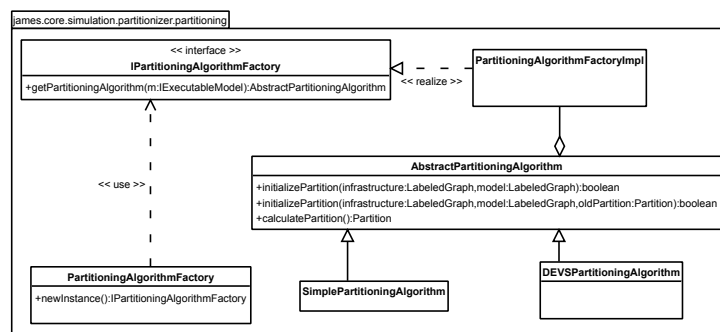 james.core.simulation.partitionizer.partitioning
<< interface >>
IPartitioningAlgorithmFactory
+getPartitioningAlgorithm(m:IExecutableModel):AbstractPartitioningAlgorithm
<< realize >>
PartitioningAlgorithmFactoryImpl
<< use >>
AbstractPartitioningAlgorithm
+initializePartition(infrastructure:LabeledGraph,model:LabeledGraph):boolean
+initializePartition(infrastructure:LabeledGraph,model:LabeledGraph,oldPartition:Partition):boolean
+calculatePartition():Partition
PartitioningAlgorithmFactory
+newInstance():IPartitioningAlgorithmFactory
SimplePartitioningAlgorithm
DEVSPartitioningAlgorithm